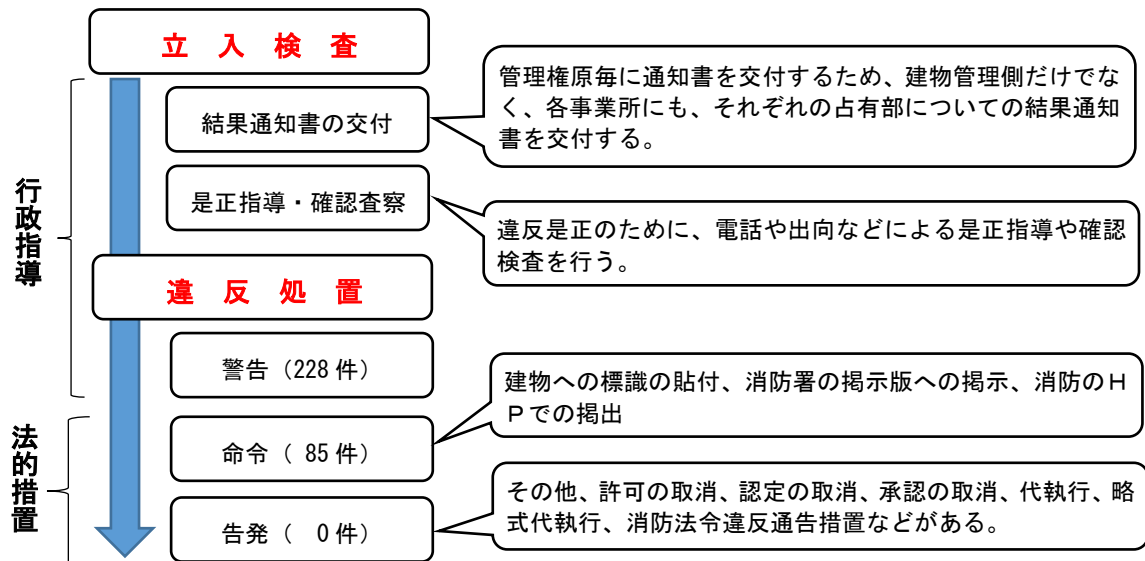 立 入 検 査
結果通知書の交付
管理権原毎に通知書を交付するため、建物管理側だけでな
く、各事業所にも、それぞれの占有部についての結果通知
書を交付する。
行政指導
是正指導・確認査察
違反是正のために、電話や出向などによる是正指導や確認
検査を行う。
違 反 処 置
警告（228 件）
建物への標識の貼付、消防署の掲示版への掲示、消防のＨ
Ｐでの掲出
法的措置
命令（ 85 件）
その他、許可の取消、認定の取消、承認の取消、代執行、略
式代執行、消防法令違反通告措置などがある。
告発（ 0 件）